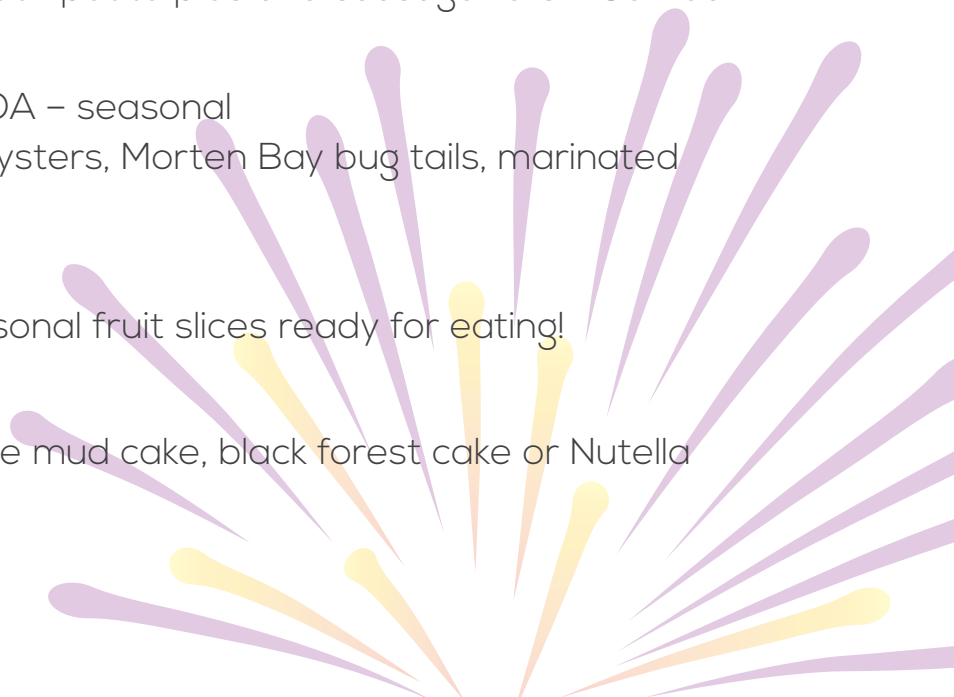 OA – seasonal
ysters, Morten Bay bug tails, marinated
sonal fruit slices ready for eating!
e mud cake, black forest cake or Nutella